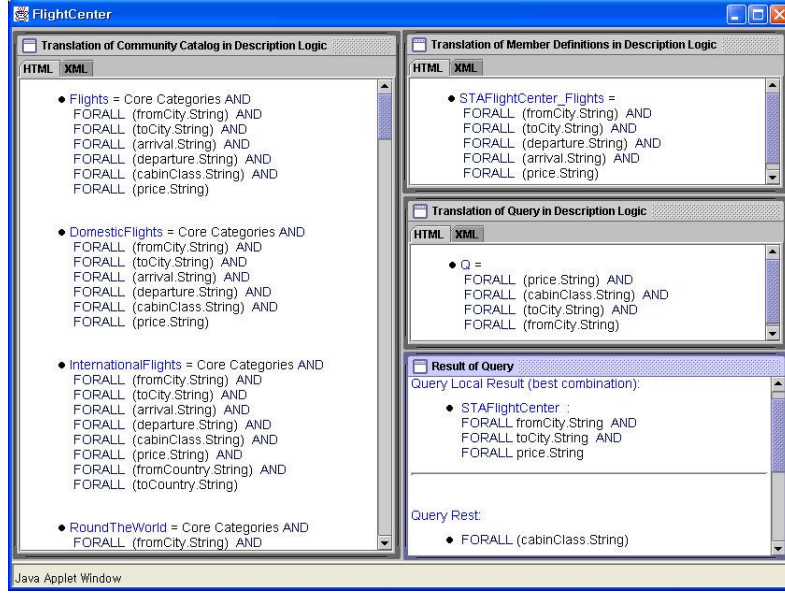 FlightCenter
Translation of Community Catalog in Description Logic
HTML XML
Flights = Core Categories AND
FORALL (fromCity.String) AND
FORALL (toCity.String) AND
FORALL (arrival.String) AND
FORALL (departure.String) AND
FORALL (cabinClass.String) AND
FORALL (price.String)
DomesticFlights = Core Categories AND
FORALL (fromCity.String) AND
FORALL (toCity.String) AND
FORALL (arrival.String) AND
FORALL (departure.String) AND
FORALL (cabinClass.String) AND
FORALL (price.String)
InternationalFlights = Core Categories AND
FORALL (fromCity.String) AND
FORALL (toCity.String) AND
FORALL (arrival.String) AND
FORALL (departure.String) AND
FORALL (cabinClass.String) AND
FORALL (price.String) AND
FORALL (fromCountry.String) AND
FORALL (toCountry.String)
RoundTheWorld = Core Categories AND
FORALL (fromCity.String) AND
Translation of Member Definitions in Description Logic
HTML XML
STAFlightCenter_Flights =
FORALL (fromCity.String) AND
FORALL (toCity.String) AND
FORALL (departure.String) AND
FORALL (arrival.String) AND
FORALL (price.String)
Translation of Query in Description Logic
HTML XML
Q =
FORALL (price.String) AND
FORALL (cabinClass.String) AND
FORALL (toCity.String) AND
FORALL (fromCity.String)
Result of Query
Query Local Result (best combination):
STAFlightCenter :
FORALL fromCity.String AND
FORALL toCity.String AND
FORALL price.String
Query Rest:
FORALL (cabinClass.String)
Java Applet Window